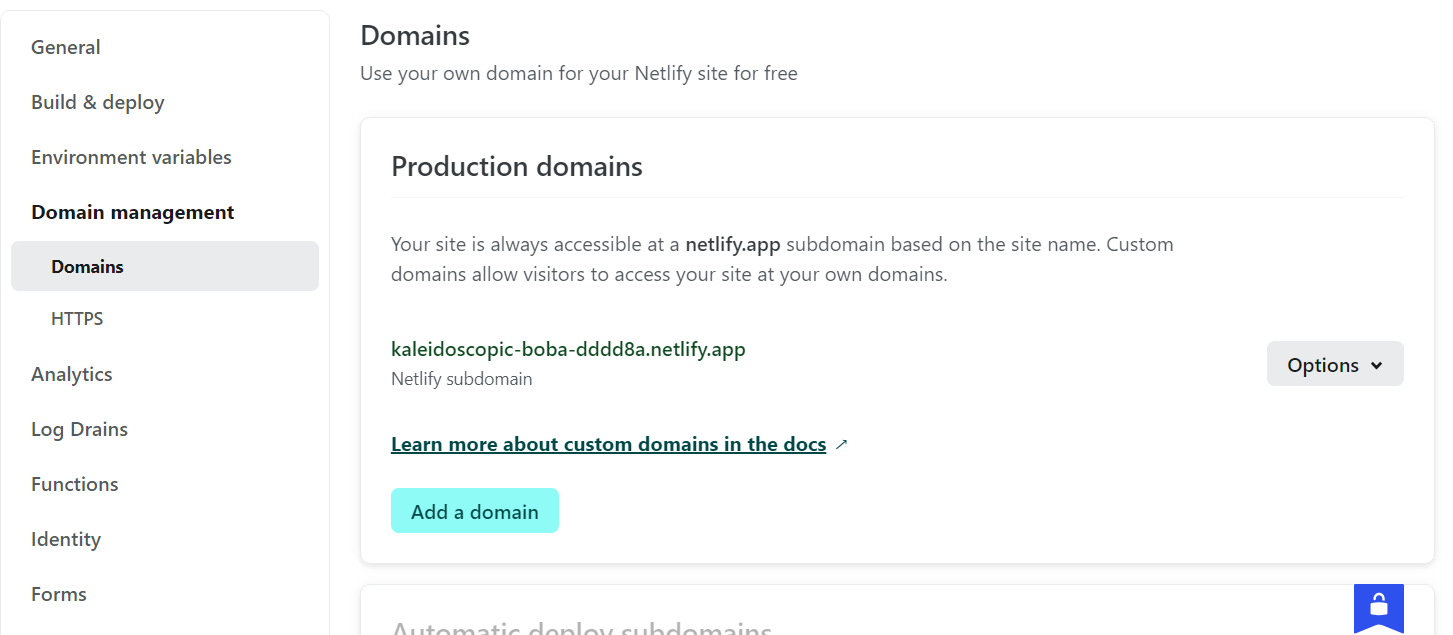 General
Build & deploy
Environment variables
Domain management
Domains
HTTPS
Analytics
Log Drains
Functions
Identity
Forms
Domains
Use your own domain for your Netlify site for free
Production domains
Your site is always accessible at a netlify.app subdomain based on the site name. Custom
domains allow visitors to access your site at your own domains.
kaleidoscopic-boba-dddd8a.netlify.app
Netlify subdomain
Options
Learn more about custom domains in the docs
Add a domain
Automatic deploy subdomains